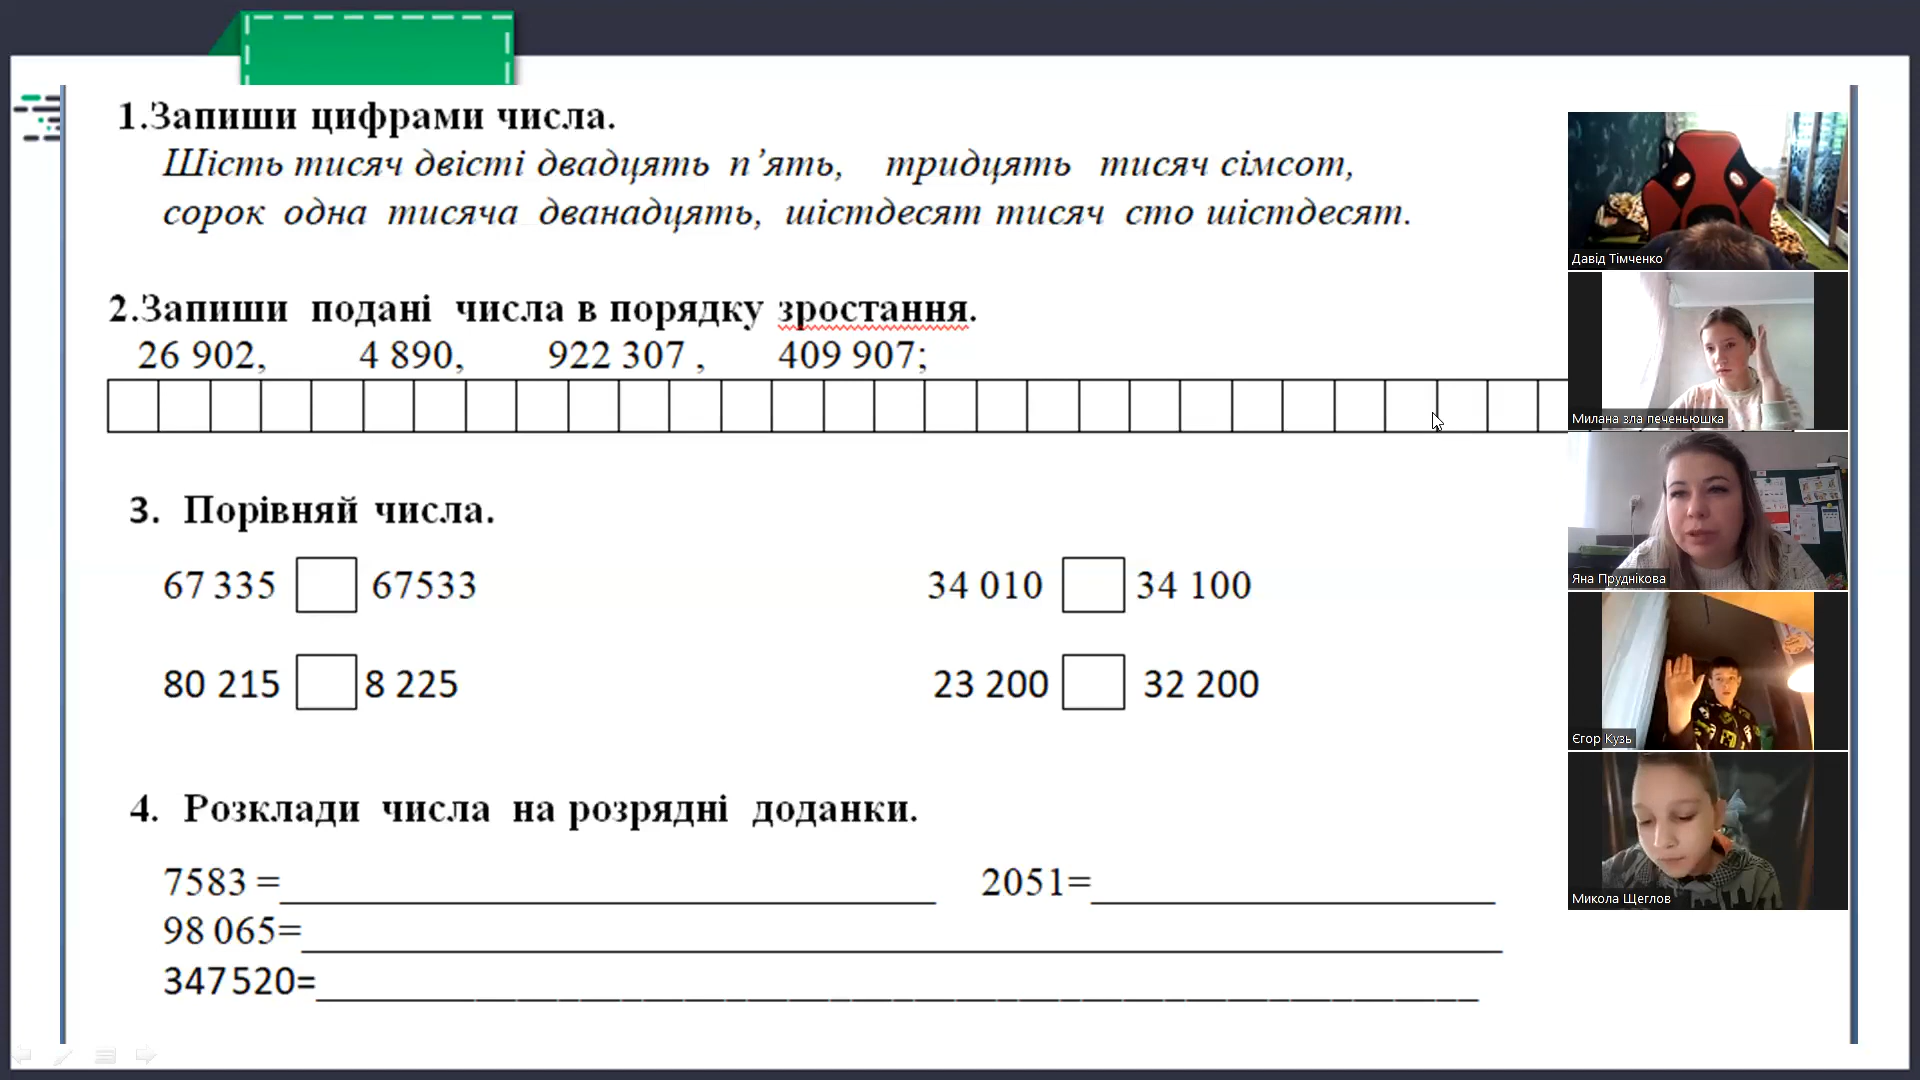 1.Запиши цифрами числа.
Шість тисяч двісті двадцять п’ять, тридцять тисяч сімсот,
сорок одна тисяча дванадцять, шістдесят тисяч сто шістдесят.
2.Запиши подані числа в порядку зростання.
26 902, 4 890, 922 307 , 409 907;
3. Порівняй числа.
67 335 67533 34 010 34 100
80 215 8 225 23 200 32 200
4. Розклади числа на розрядні доданки.
7583 = 2051=
98 065=
347520=
Давід Тімченко
Милана зла печеньюшка
Яна Пруднікова
Єгор Кузь
Микола Щеглов